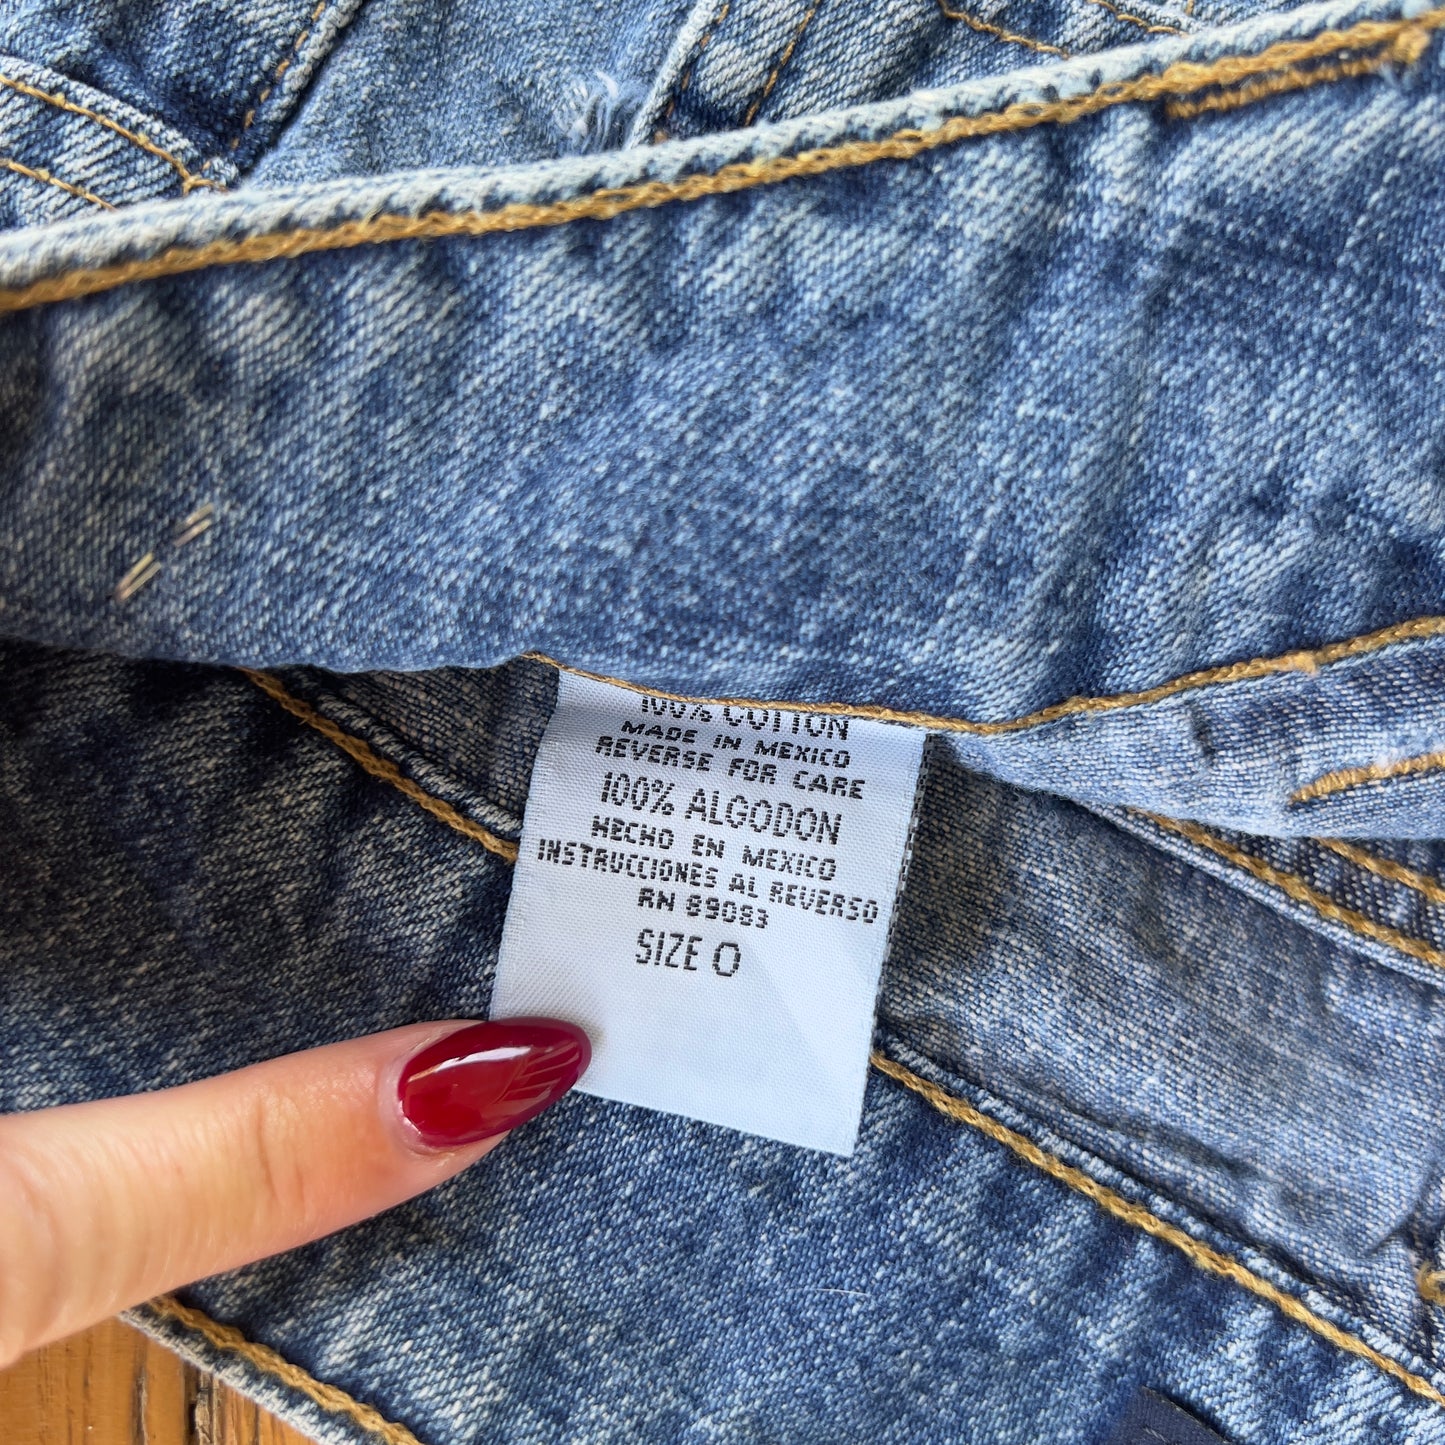 100% COTTON
MADE IN MEXICO
REVERSE FOR CARE
100% ALGODON
HECHO EN MEXICO
INSTRUCCIONES AL REVERSO
RN 89083
SIZE 0